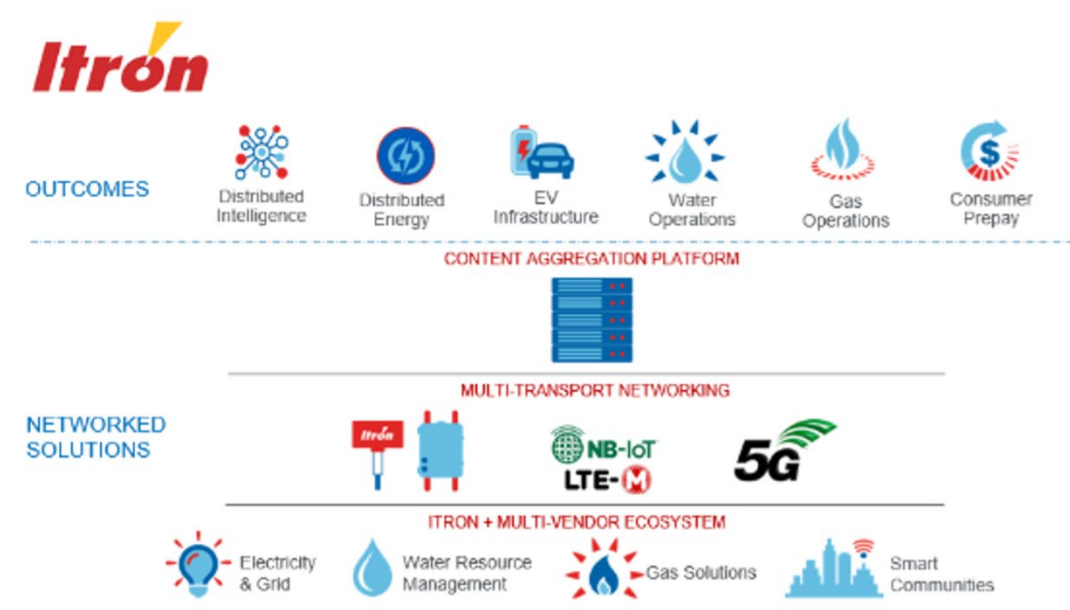 Itron
OUTCOMES
Distributed
Intelligence
Distributed
Energy
EV
Infrastructure
Water
Operations
Gas
Operations
$
Consumer
Prepay
CONTENT AGGREGATION PLATFORM
MULTI-TRANSPORT NETWORKING
NETWORKED
SOLUTIONS
Itron
NB-IoT
LTE-M
5G
ITRON + MULTI-VENDOR ECOSYSTEM
Electricity
& Grid
Water Resource
Management
Gas Solutions
Smart
Communities